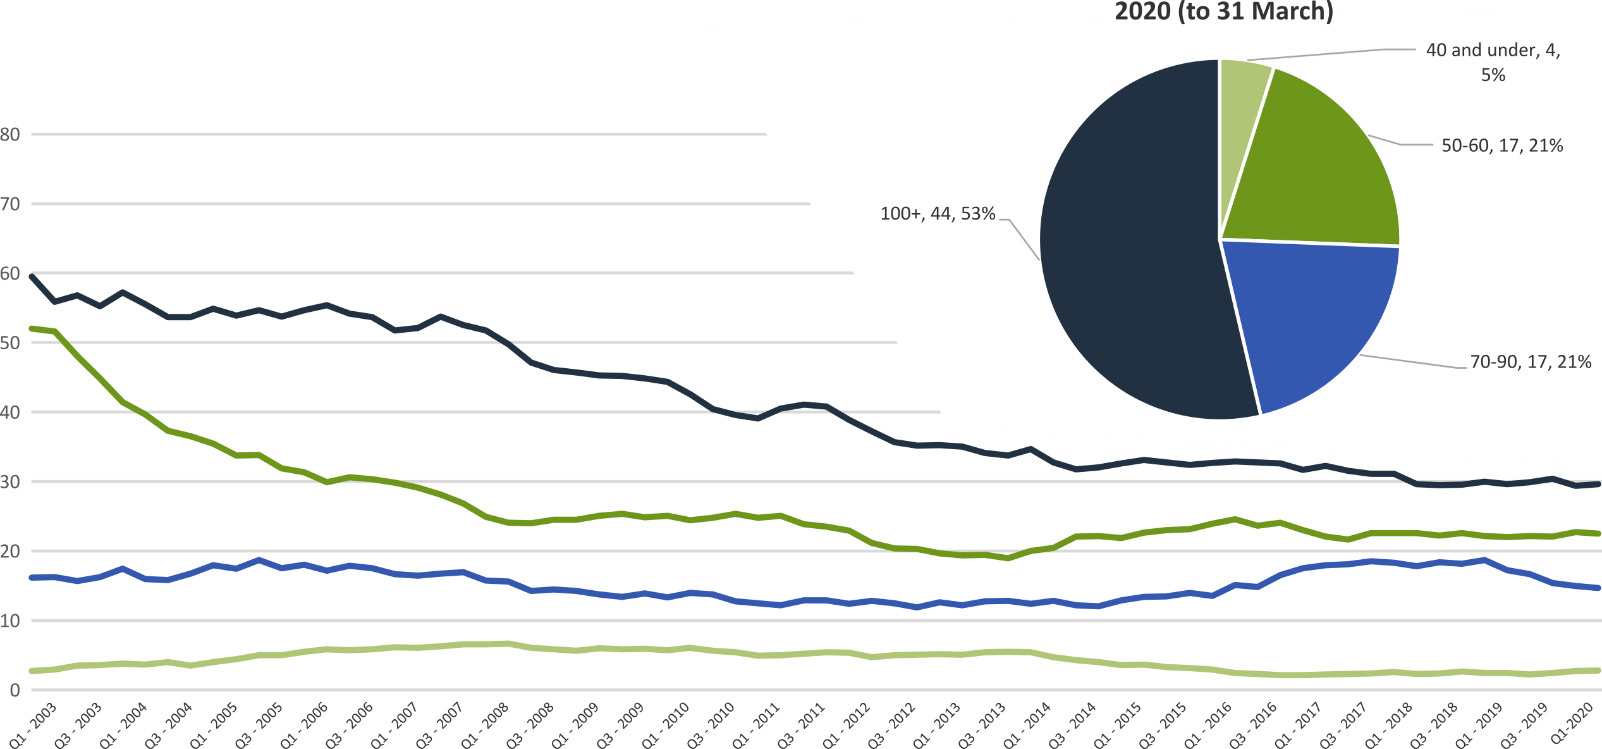 2020 (to 31 March)
40 and under, 4,
5%
50-60, 17, 21%
100+, 44, 53%
70-90, 17, 21%
80
70
60
50
40
30
20
10
0
Q1 - 2003
Q3 - 2003
Q1 - 2004
Q3 - 2004
Q1 - 2005
Q3 - 2005
Q1 - 2006
Q3 - 2006
Q1 - 2007
Q3 - 2007
Q1 - 2008
Q3 - 2008
Q1 - 2009
Q3 - 2009
Q1 - 2010
Q3 - 2010
Q1 - 2011
Q3 - 2011
Q1 - 2012
Q3 - 2012
Q1 - 2013
Q3 - 2013
Q1 - 2014
Q3 - 2014
Q1 - 2015
Q3 - 2015
Q1 - 2016
Q3 - 2016
Q1 - 2017
Q3 - 2017
Q1 - 2018
Q3 - 2018
Q1 - 2019
Q3 - 2019
Q1-2020